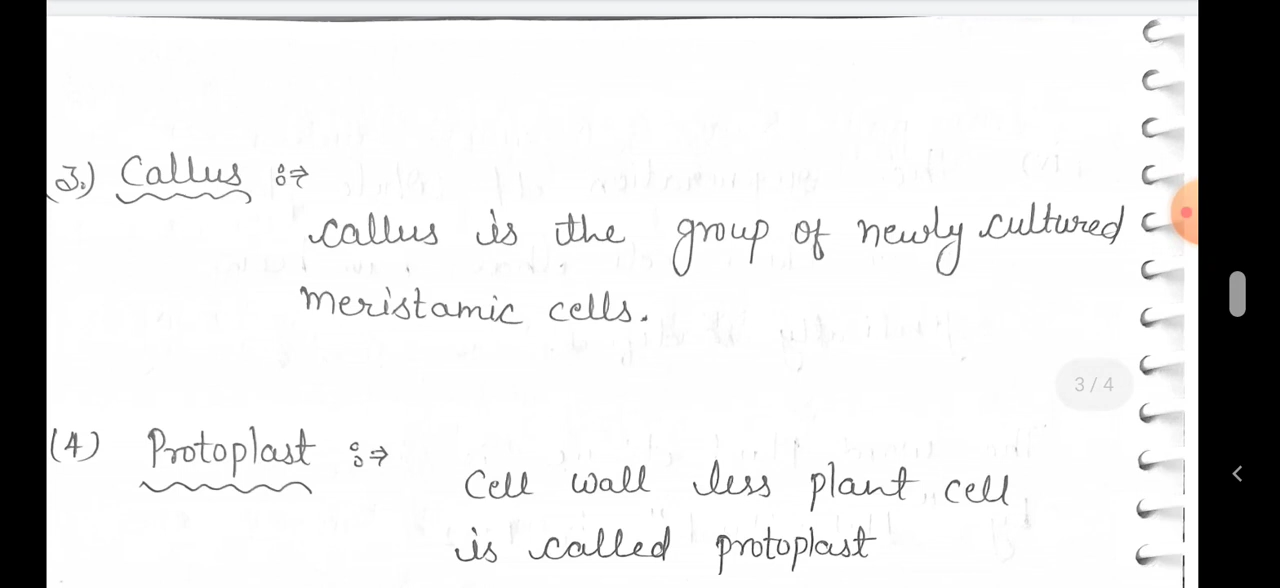 3.) Callus :⇒
callus is the group of newly cultured
meristamic cells.
3 / 4
(4) Protoplast :⇒
Cell wall less plant cell
is called protoplast